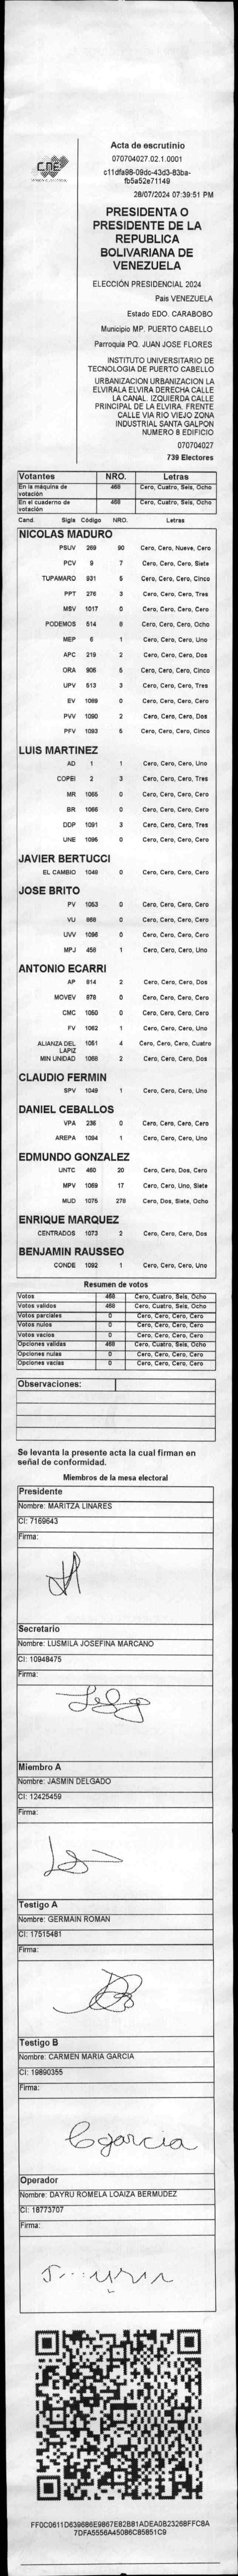 CNE
Acta de escrutinio
070704027.02.1.0001
c11dfa98-09dc-43d3-83ba-
fb5a52e71149
28/07/2024 07:39:51 PM
PRESIDENTA O
PRESIDENTE DE LA
REPUBLICA
BOLIVARIANA DE
VENEZUELA
ELECCIÓN PRESIDENCIAL 2024
Pais VENEZUELA
Estado EDO. CARABOBO
Municipio MP. PUERTO CABELLO
Parroquia PQ. JUAN JOSE FLORES
INSTITUTO UNIVERSITARIO DE
TECNOLOGIA DE PUERTO CABELLO
URBANIZACION URBANIZACION LA
ELVIRALA ELVIRA DERECHA CALLE
LA CANAL. IZQUIERDA CALLE
PRINCIPAL DE LA ELVIRA. FRENTE
CALLE VIA RIO VIEJO ZONA
INDUSTRIAL SANTA GALPON
NUMERO 8 EDIFICIO
070704027
739 Electores
Votantes NRO. Letras
En la máquina de votación 468 Cero, Cuatro, Seis, Ocho
En el cuaderno de votación 468 Cero, Cuatro, Seis, Ocho
Cand. Sigla Código NRO. Letras
NICOLAS MADURO
PSUV 269 90 Cero, Cero, Nueve, Cero
PCV 9 7 Cero, Cero, Cero, Siete
TUPAMARO 931 5 Cero, Cero, Cero, Cinco
PPT 276 3 Cero, Cero, Cero, Tres
MSV 1017 0 Cero, Cero, Cero, Cero
PODEMOS 514 8 Cero, Cero, Cero, Ocho
MEP 6 1 Cero, Cero, Cero, Uno
APC 219 2 Cero, Cero, Cero, Dos
ORA 906 5 Cero, Cero, Cero, Cinco
UPV 513 3 Cero, Cero, Cero, Tres
EV 1089 0 Cero, Cero, Cero, Cero
PVV 1090 2 Cero, Cero, Cero, Dos
PFV 1093 5 Cero, Cero, Cero, Cinco
LUIS MARTINEZ
AD 1 1 Cero, Cero, Cero, Uno
COPEI 2 3 Cero, Cero, Cero, Tres
MR 1065 0 Cero, Cero, Cero, Cero
BR 1066 0 Cero, Cero, Cero, Cero
DDP 1091 3 Cero, Cero, Cero, Tres
UNE 1095 0 Cero, Cero, Cero, Cero
JAVIER BERTUCCI
EL CAMBIO 1048 0 Cero, Cero, Cero, Cero
JOSE BRITO
PV 1053 0 Cero, Cero, Cero, Cero
VU 868 0 Cero, Cero, Cero, Cero
UVV 1096 0 Cero, Cero, Cero, Cero
MPJ 458 1 Cero, Cero, Cero, Uno
ANTONIO ECARRI
AP 814 2 Cero, Cero, Cero, Dos
MOVEV 878 0 Cero, Cero, Cero, Cero
CMC 1050 0 Cero, Cero, Cero, Cero
FV 1062 1 Cero, Cero, Cero, Uno
ALIANZA DEL LAPIZ 1051 4 Cero, Cero, Cero, Cuatro
MIN UNIDAD 1058 2 Cero, Cero, Cero, Dos
CLAUDIO FERMIN
SPV 1049 1 Cero, Cero, Cero, Uno
DANIEL CEBALLOS
VPA 236 0 Cero, Cero, Cero, Cero
AREPA 1094 1 Cero, Cero, Cero, Uno
EDMUNDO GONZALEZ
UNTC 460 20 Cero, Cero, Dos, Cero
MPV 1069 17 Cero, Cero, Uno, Siete
MUD 1075 278 Cero, Dos, Siete, Ocho
ENRIQUE MARQUEZ
CENTRADOS 1073 2 Cero, Cero, Cero, Dos
BENJAMIN RAUSSEO
CONDE 1092 1 Cero, Cero, Cero, Uno
Resumen de votos
Votos 468 Cero, Cuatro, Seis, Ocho
Votos validos 468 Cero, Cuatro, Seis, Ocho
Votos parciales 0 Cero, Cero, Cero, Cero
Votos nulos 0 Cero, Cero, Cero, Cero
Votos vacios 0 Cero, Cero, Cero, Cero
Opciones validas 468 Cero, Cuatro, Seis, Ocho
Opciones nulas 0 Cero, Cero, Cero, Cero
Opciones vacias 0 Cero, Cero, Cero, Cero
Observaciones:
Se levanta la presente acta la cual firman en
señal de conformidad.
Miembros de la mesa electoral
Presidente
Nombre: MARITZA LINARES
CI: 7169643
Firma:
Secretario
Nombre: LUSMILA JOSEFINA MARCANO
CI: 10948475
Firma:
Miembro A
Nombre: JASMIN DELGADO
CI: 12425459
Firma:
Testigo A
Nombre: GERMAIN ROMAN
CI: 17515481
Firma:
Testigo B
Nombre: CARMEN MARIA GARCIA
CI: 19890355
Firma:
Cgarcia
Operador
Nombre: DAYRU ROMELA LOAIZA BERMUDEZ
CI: 18773707
Firma:
FF0C0611D639686E9867E82B81ADEA0B23268FFC8A
7DFA5556A45086C85851C9